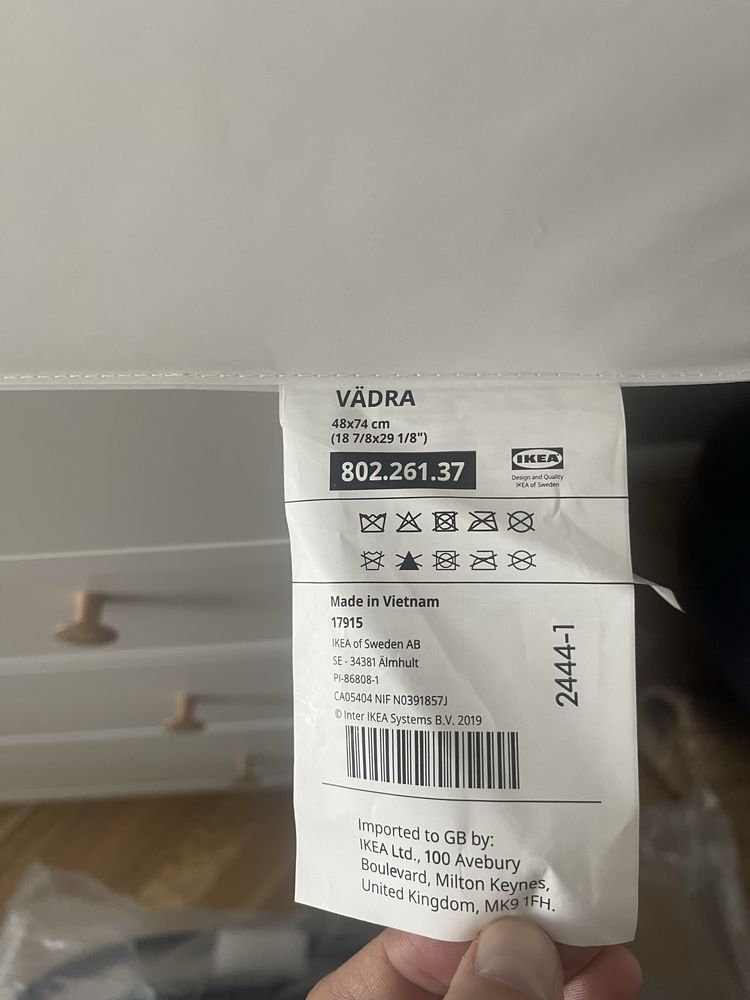 VÄDRA
48x74 cm
(18 7/8x29 1/8")
802.261.37
IKEA
Design and Quality
IKEA of Sweden
Made in Vietnam
17915
IKEA of Sweden AB
SE - 34381 Älmhult
PI-86808-1
CA05404 NIF N0391857J
© Inter IKEA Systems B.V. 2019
2444-1
Imported to GB by:
IKEA Ltd., 100 Avebury
Boulevard, Milton Keynes,
United Kingdom, MK9 1FH.